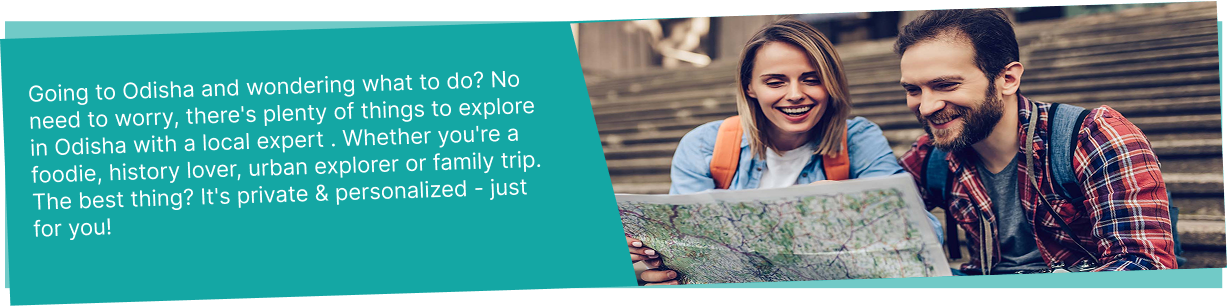 Going to Odisha and wondering what to do? No
need to worry, there's plenty of things to explore
in Odisha with a local expert . Whether you're a
foodie, history lover, urban explorer or family trip.
The best thing? It's private & personalized - just
for you!